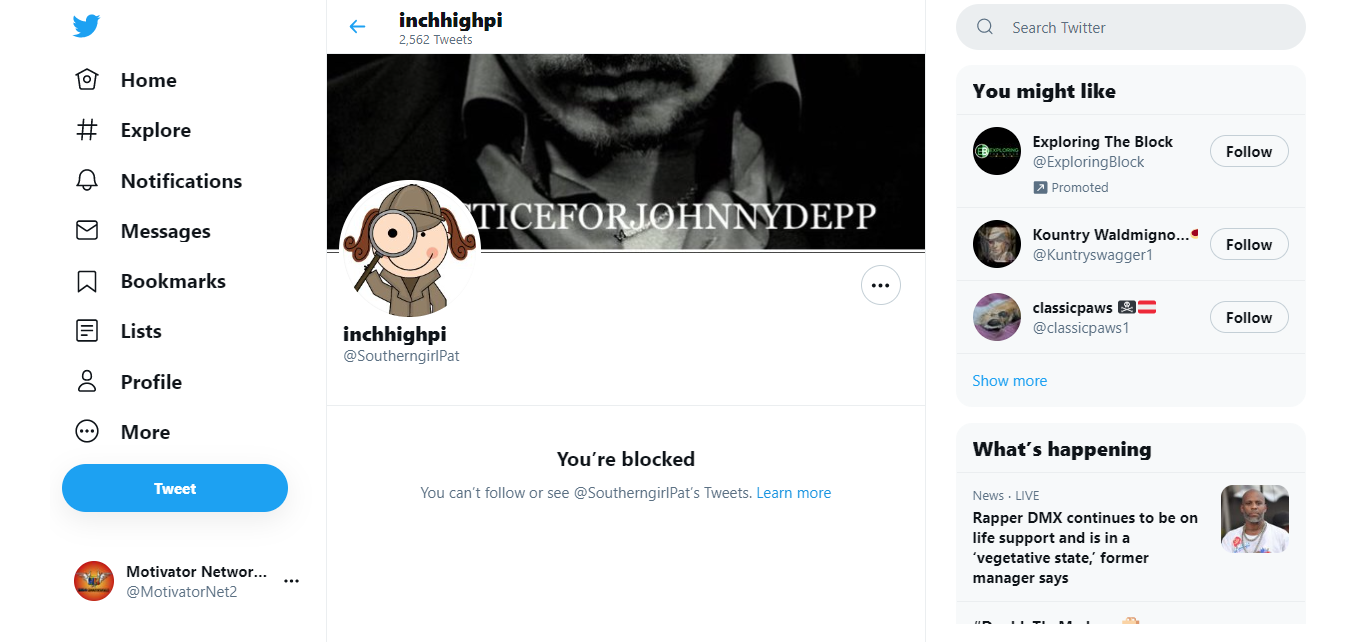 Home
Explore
Notifications
Messages
Bookmarks
Lists
Profile
More
Tweet
Motivator Networ...
@MotivatorNet2
inchhighpi
2,562 Tweets
TICEFORJOHNNYDEPP
inchhighpi
@SoutherngirlPat
You’re blocked
You can’t follow or see @SoutherngirlPat’s Tweets. Learn more
Search Twitter
You might like
Exploring The Block
@ExploringBlock
Promoted
Follow
Kountry Waldmigno...
@Kuntryswagger1
Follow
classicpaws
@classicpaws1
Follow
Show more
What’s happening
News · LIVE
Rapper DMX continues to be on
life support and is in a
‘vegetative state,’ former
manager says